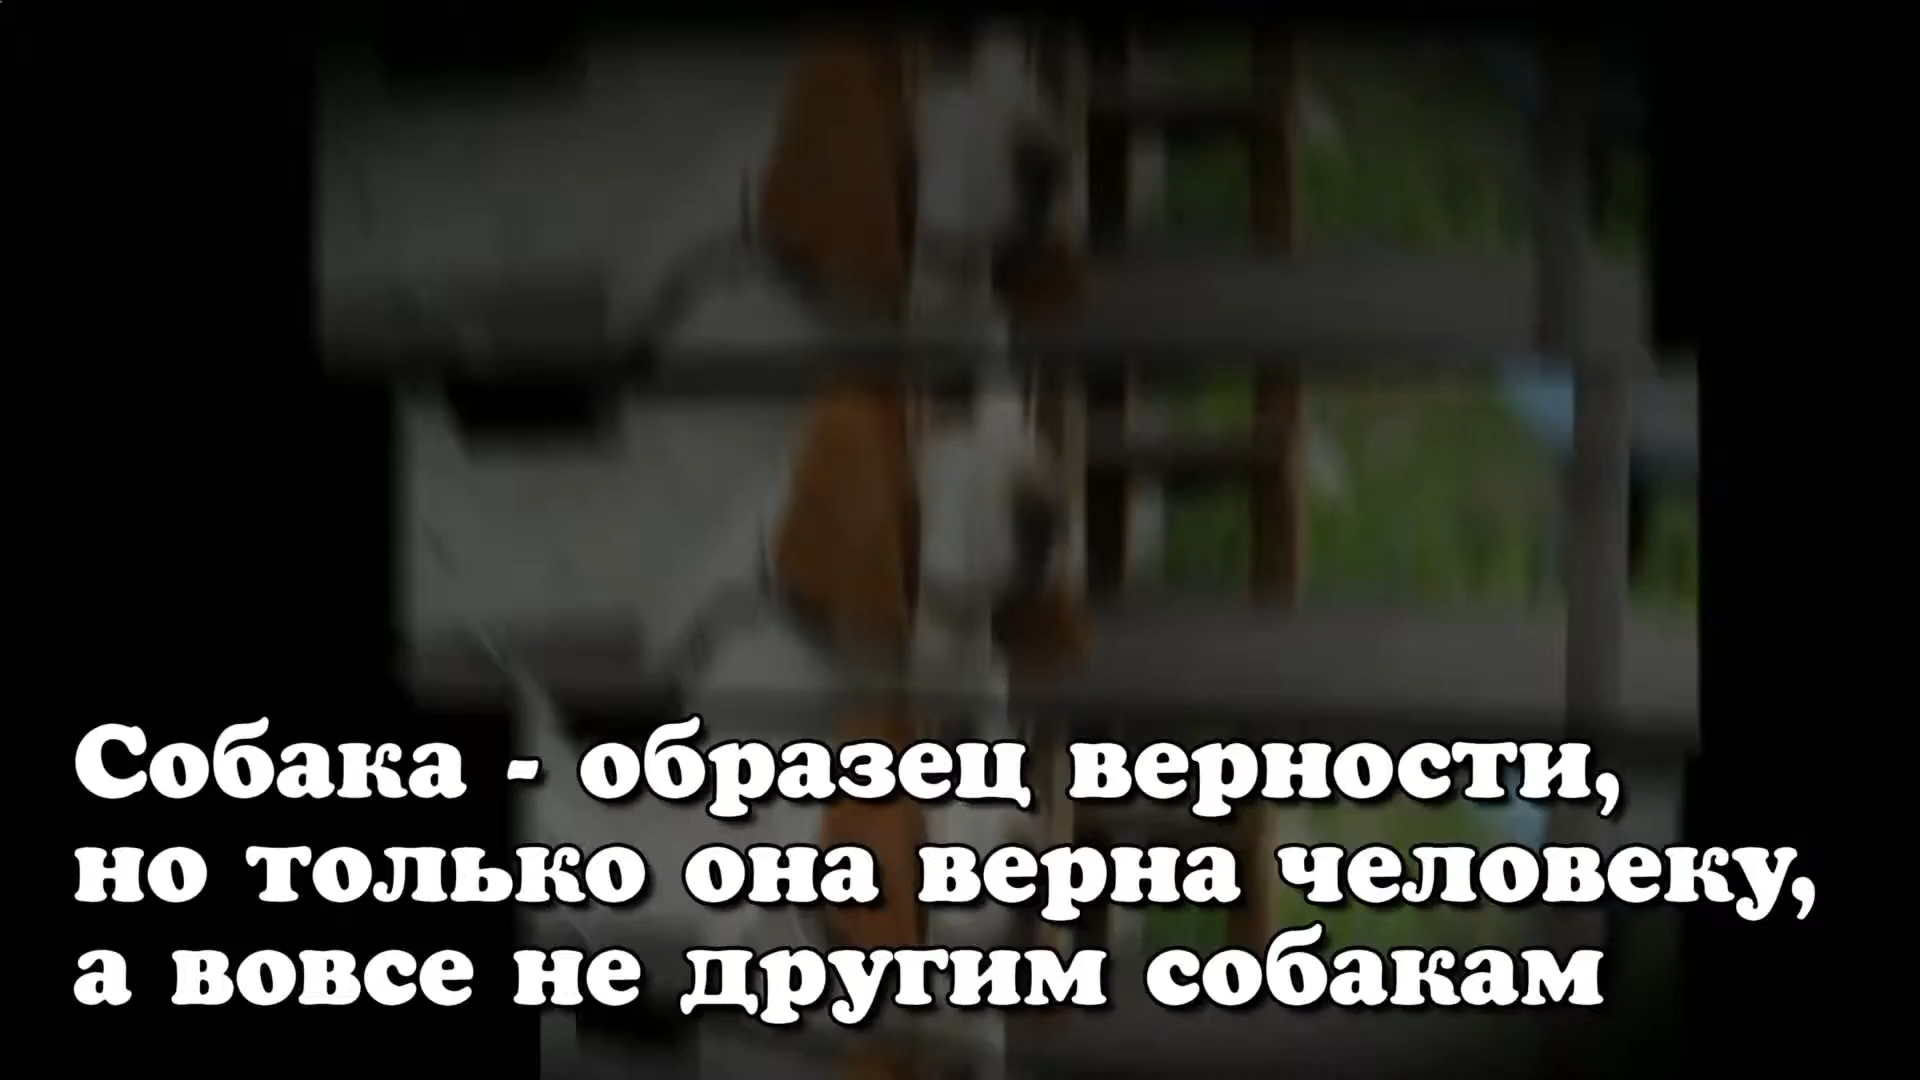 Собака - образец верности,
но только она верна человеку,
а вовсе не другим собакам